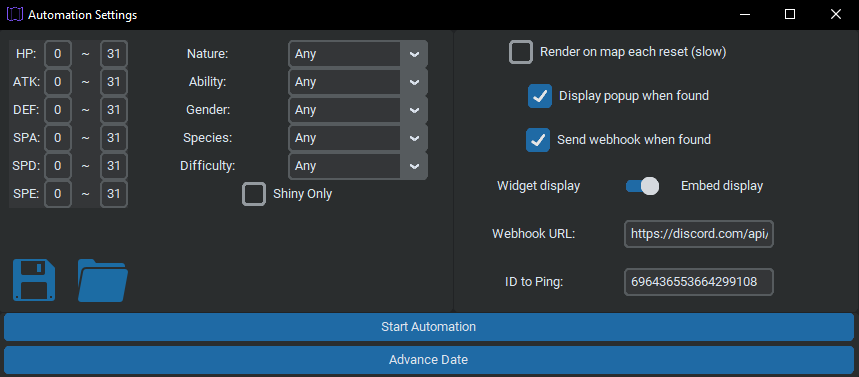 Automation Settings
HP: 0 ~ 31 Nature: Any
ATK: 0 ~ 31 Ability: Any
DEF: 0 ~ 31 Gender: Any
SPA: 0 ~ 31 Species: Any
SPD: 0 ~ 31 Difficulty: Any
SPE: 0 ~ 31 Shiny Only
Render on map each reset (slow)
Display popup when found
Send webhook when found
Widget display Embed display
Webhook URL: https://discord.com/api/
ID to Ping: 696436553664299108
Start Automation
Advance Date